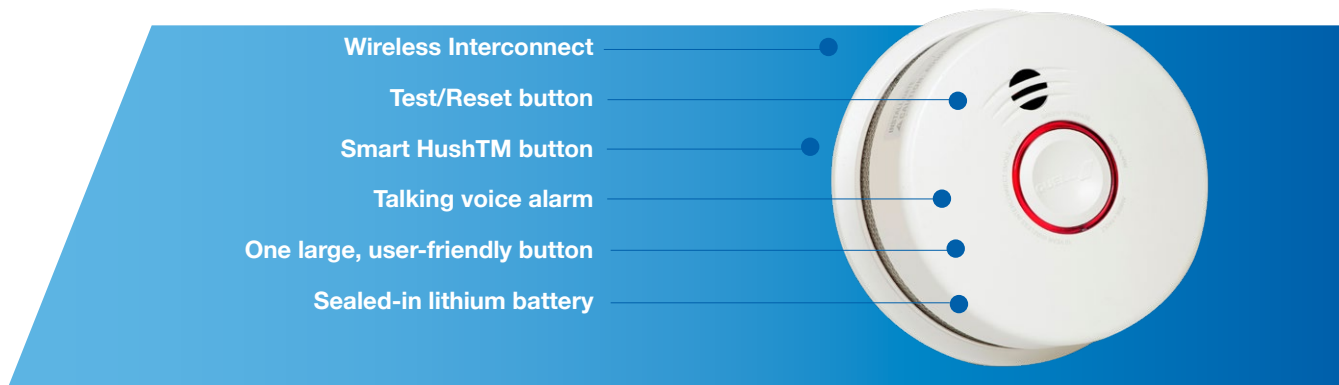 Wireless Interconnect
Test/Reset button
Smart HushTM button
Talking voice alarm
One large, user-friendly button
Sealed-in lithium battery